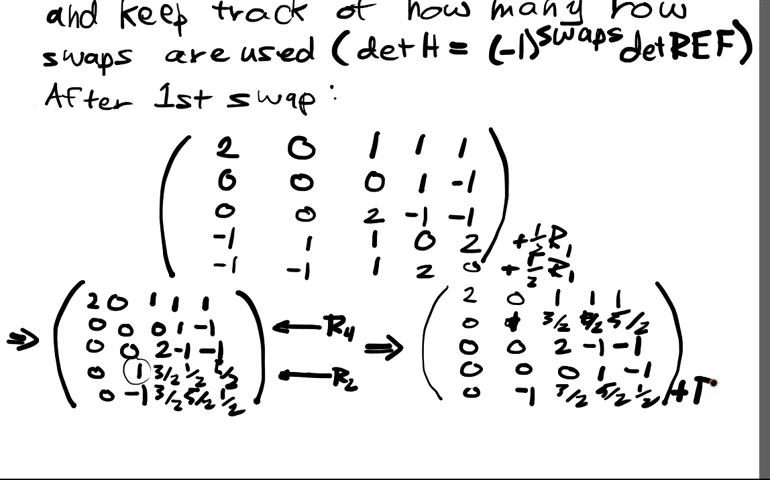 and keep track of how many row
swaps are used (det H = (-1)^swaps det REF)
After 1st swap:
2 0 1 1 1
0 0 0 1 -1
0 0 2 -1 -1
-1 1 1 0 2 +1/2 R1
-1 -1 1 2 0 +1/2 R1
⇒ 2 0 1 1 1
0 0 0 1 -1 ← R4
0 0 2 -1 -1
0 1 3/2 1/2 5/2 ← R2
0 -1 3/2 5/2 1/2
⇒ 2 0 1 1 1
0 1 3/2 1/2 5/2
0 0 2 -1 -1
0 0 0 1 -1
0 -1 3/2 5/2 1/2 +